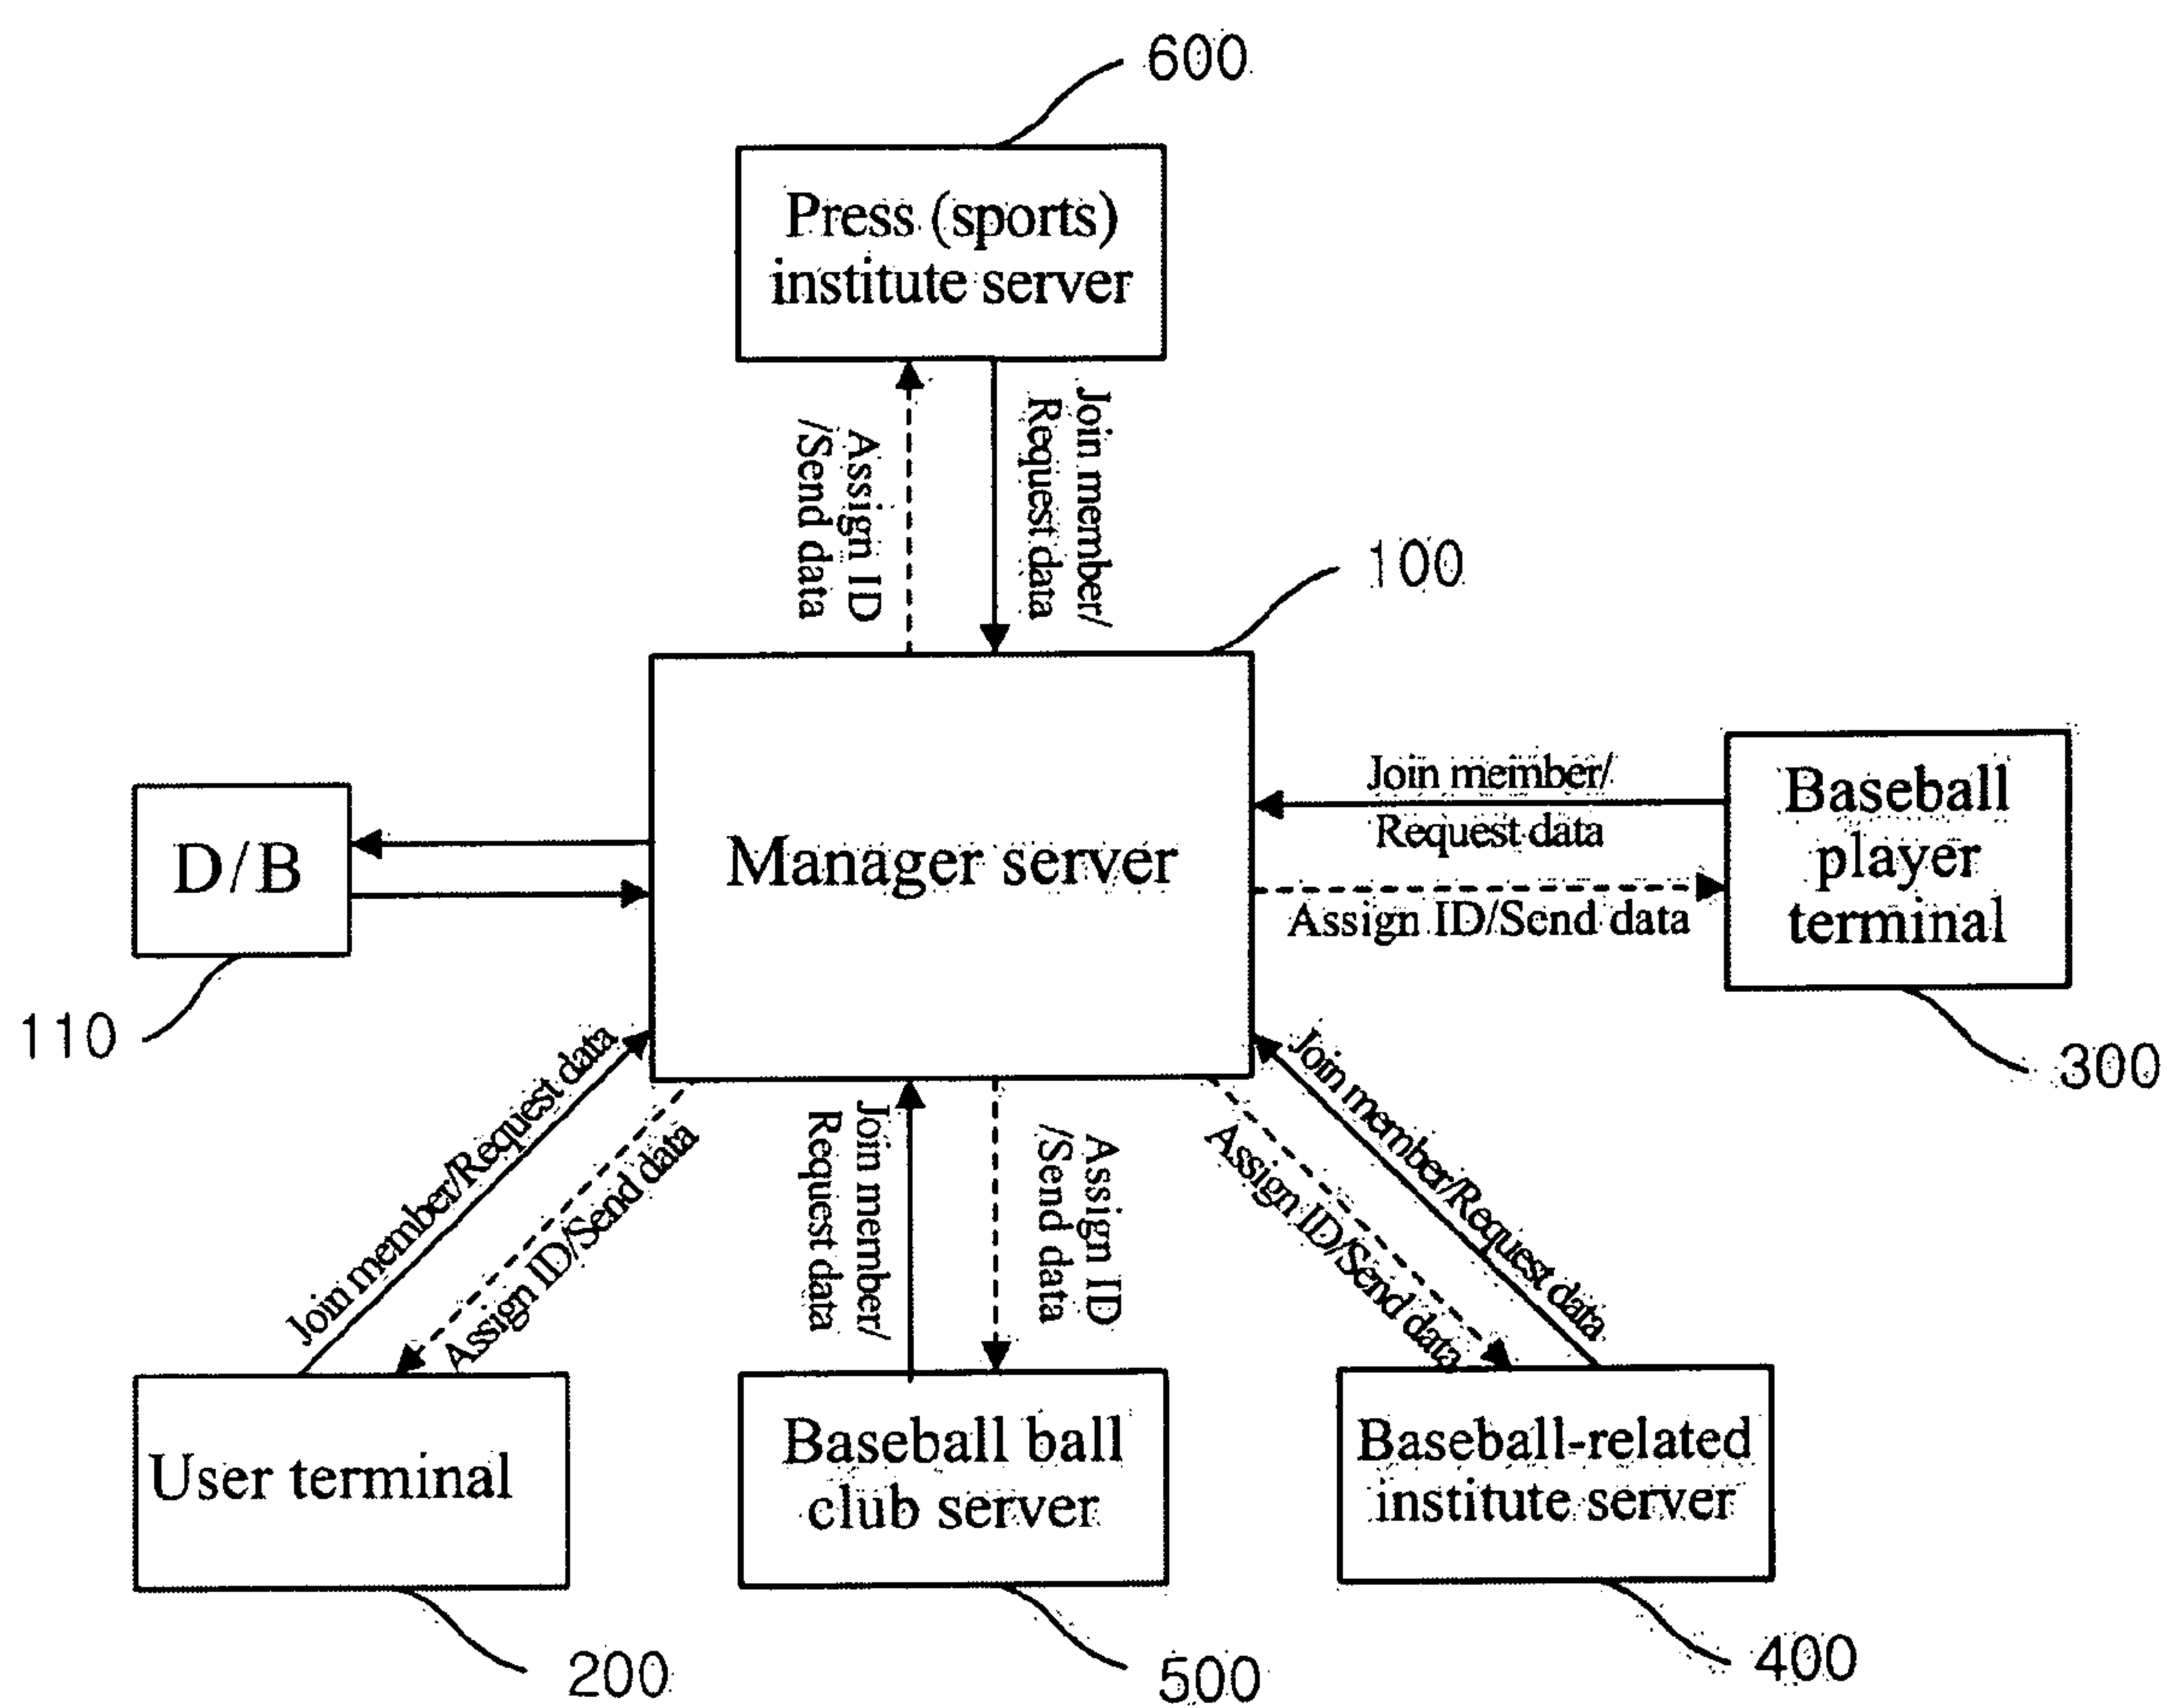 600
Press (sports)
institute server
Assign ID
/Send data
Join member/
Request data
100
Manager server
D/B
110
Join member/
Request data
Assign ID/Send data
Baseball
player
terminal
300
Join member/Request data
Assign ID/Send data
Join member/
Request data
Assign ID
/Send data
Join member/Request data
Assign ID/Send data
User terminal
200
Baseball ball
club server
500
Baseball-related
institute server
400